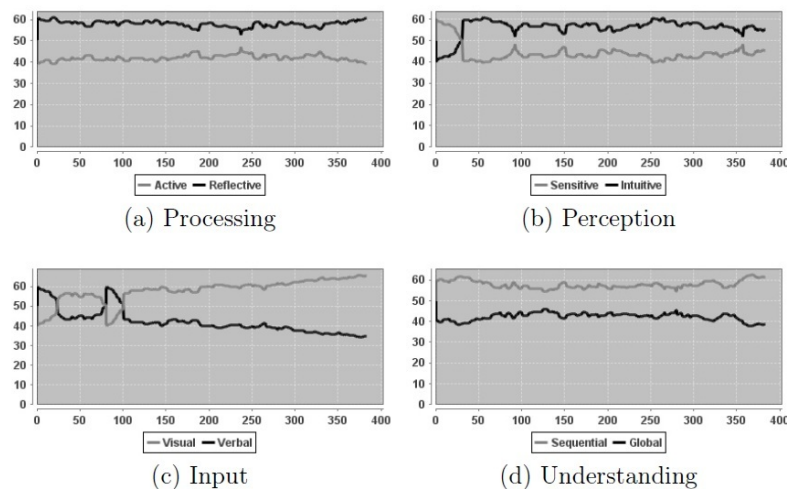 60
50
40
30
20
10
0
0 50 100 150 200 250 300 350 400
Active Reflective
(a) Processing
60
50
40
30
20
10
0
0 50 100 150 200 250 300 350 400
Sensitive Intuitive
(b) Perception
60
50
40
30
20
10
0
0 50 100 150 200 250 300 350 400
Visual Verbal
(c) Input
60
50
40
30
20
10
0
0 50 100 150 200 250 300 350 400
Sequential Global
(d) Understanding